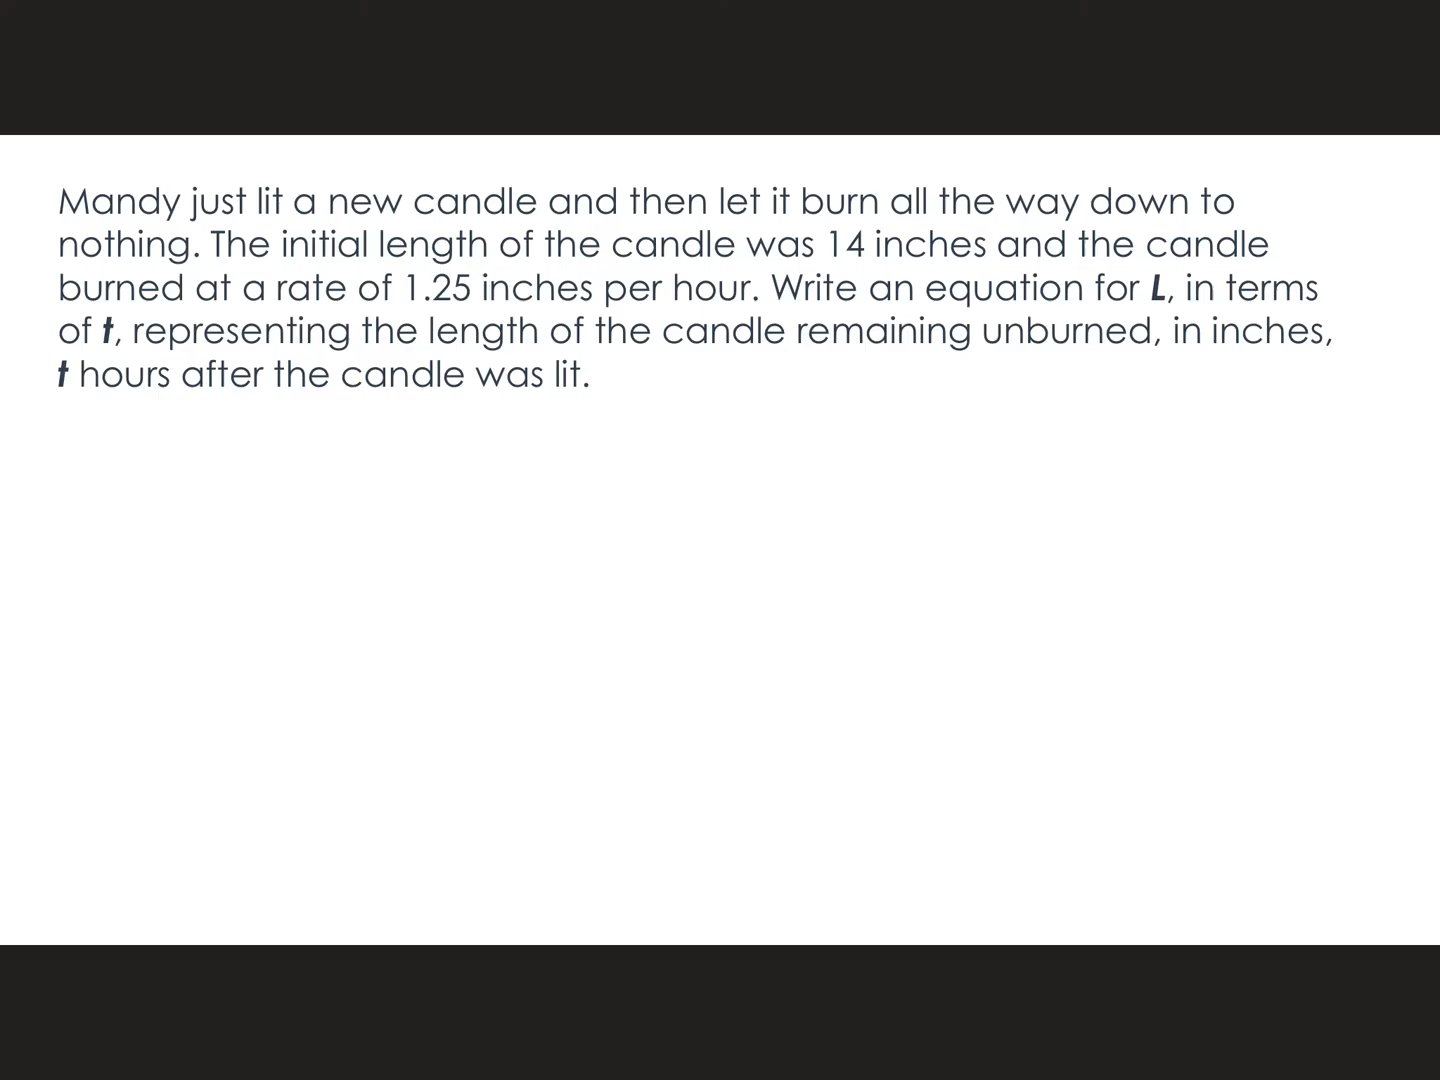 Mandy just lit a new candle and then let it burn all the way down to
nothing. The initial length of the candle was 14 inches and the candle
burned at a rate of 1.25 inches per hour. Write an equation for L, in terms
of t, representing the length of the candle remaining unburned, in inches,
t hours after the candle was lit.